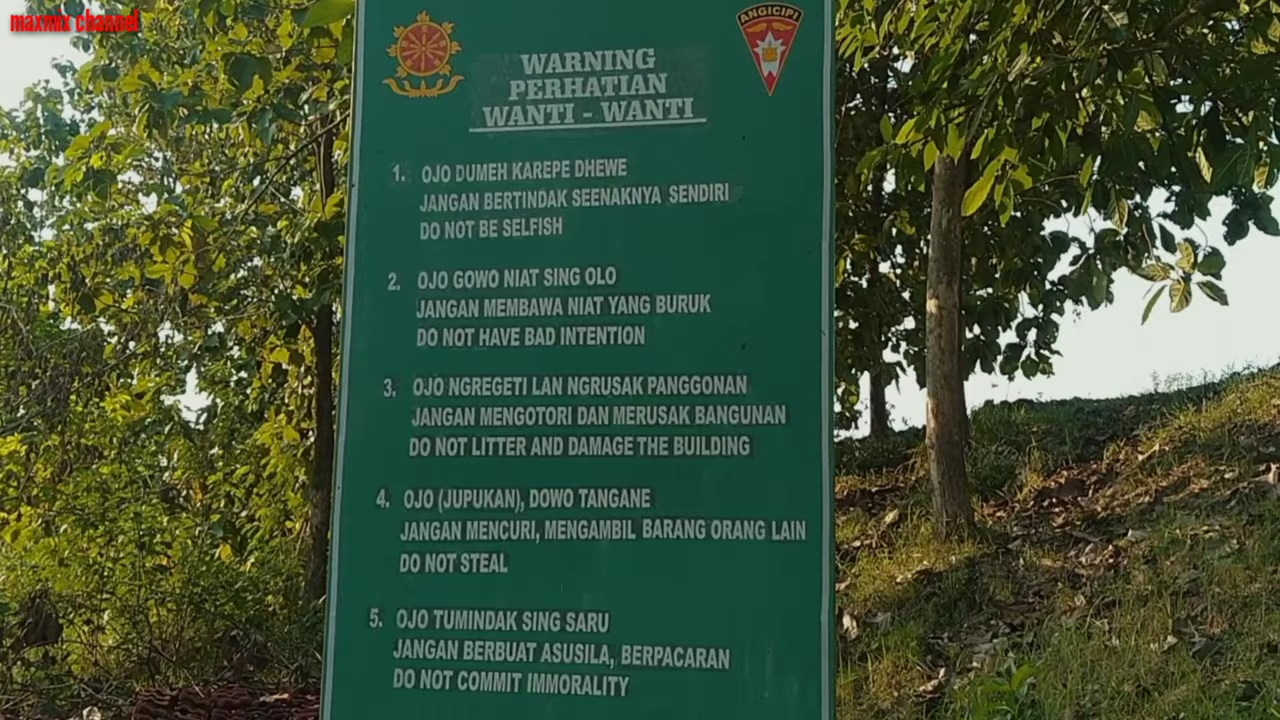 maxmix channel
ANGICIPI
WARNING
PERHATIAN
WANTI - WANTI
1. OJO DUMEH KAREPE DHEWE
JANGAN BERTINDAK SEENAKNYA SENDIRI
DO NOT BE SELFISH
2. OJO GOWO NIAT SING OLO
JANGAN MEMBAWA NIAT YANG BURUK
DO NOT HAVE BAD INTENTION
3. OJO NGREGETI LAN NGRUSAK PANGGONAN
JANGAN MENGOTORI DAN MERUSAK BANGUNAN
DO NOT LITTER AND DAMAGE THE BUILDING
4. OJO (JUPUKAN), DOWO TANGANE
JANGAN MENCURI, MENGAMBIL BARANG ORANG LAIN
DO NOT STEAL
5. OJO TUMINDAK SING SARU
JANGAN BERBUAT ASUSILA, BERPACARAN
DO NOT COMMIT IMMORALITY